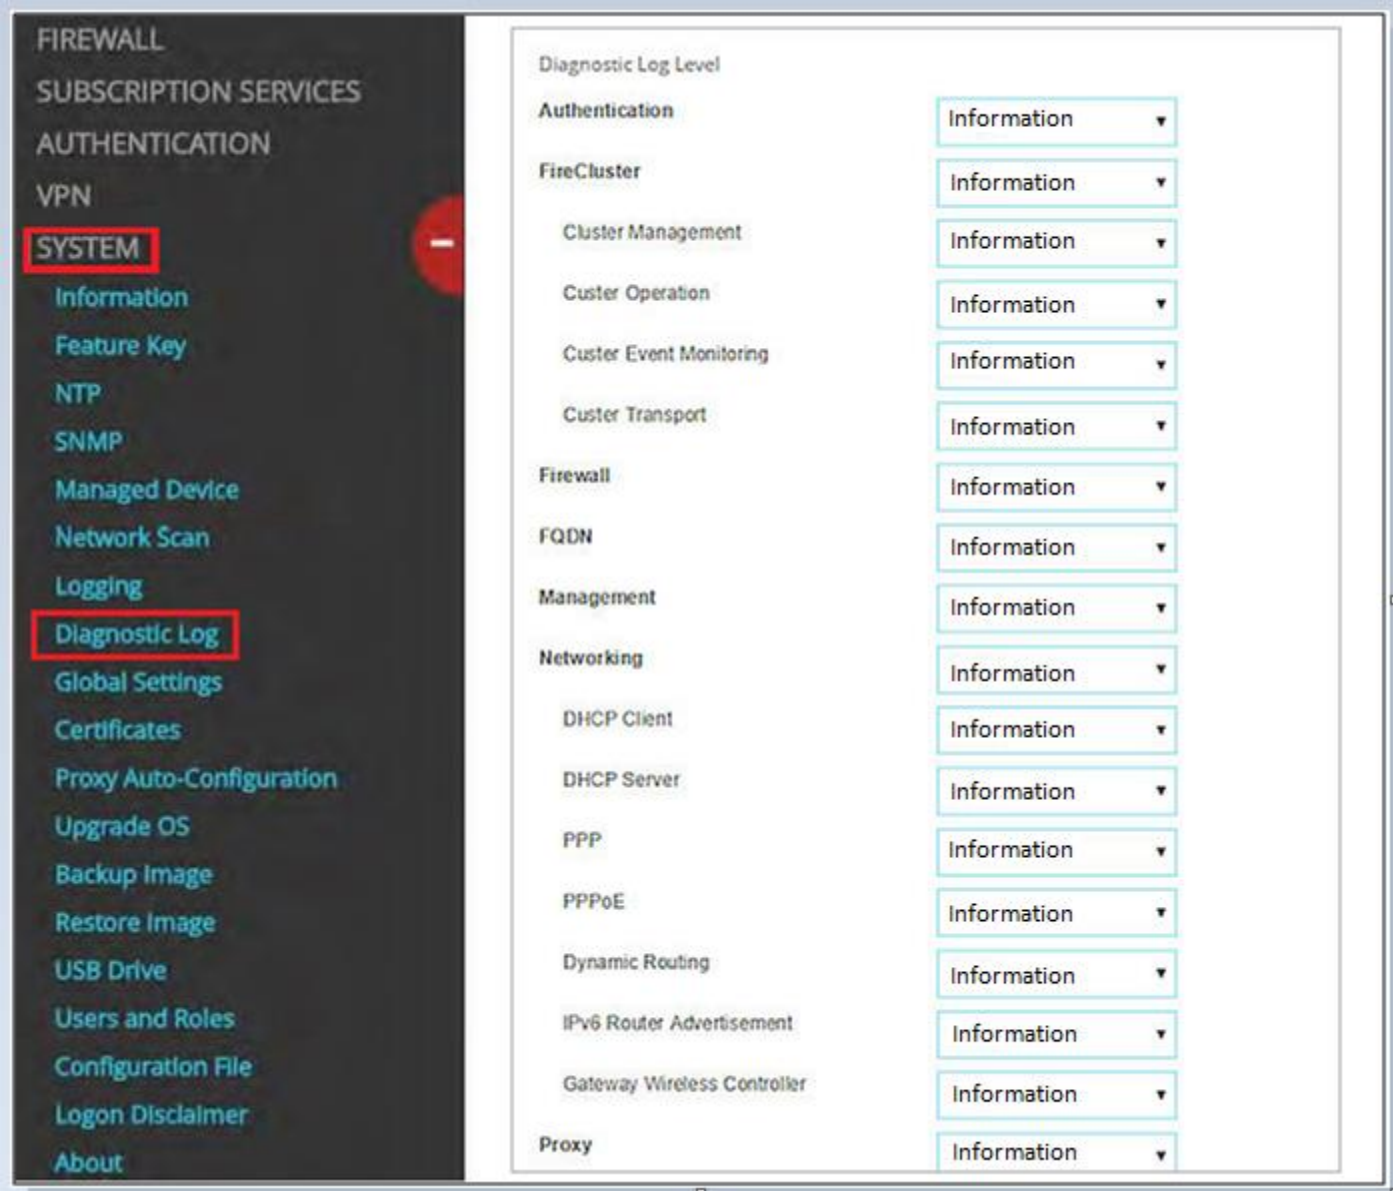 FIREWALL
SUBSCRIPTION SERVICES
AUTHENTICATION
VPN
SYSTEM
Information
Feature Key
NTP
SNMP
Managed Device
Network Scan
Logging
Diagnostic Log
Global Settings
Certificates
Proxy Auto-Configuration
Upgrade OS
Backup Image
Restore Image
USB Drive
Users and Roles
Configuration File
Logon Disclaimer
About
Diagnostic Log Level
Authentication Information
FireCluster Information
Cluster Management Information
Custer Operation Information
Custer Event Monitoring Information
Custer Transport Information
Firewall Information
FQDN Information
Management Information
Networking Information
DHCP Client Information
DHCP Server Information
PPP Information
PPPoE Information
Dynamic Routing Information
IPv6 Router Advertisement Information
Gateway Wireless Controller Information
Proxy Information